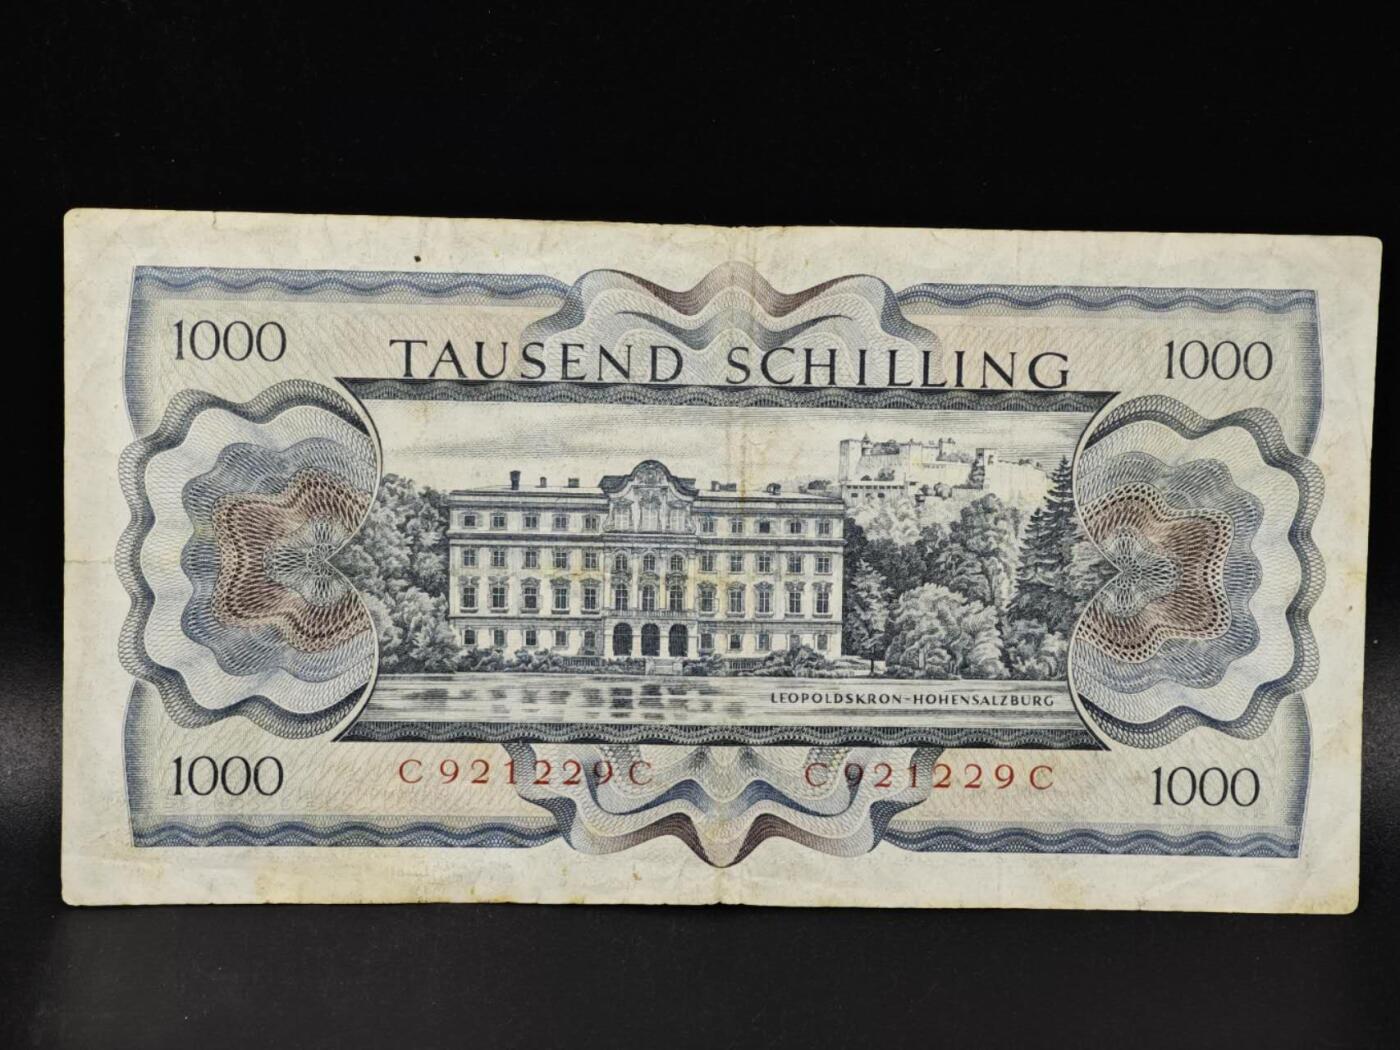 1000
TAUSEND SCHILLING
1000
LEOPOLDSKRON-HOHENSALZBURG
1000
C921229C
C921229C
1000